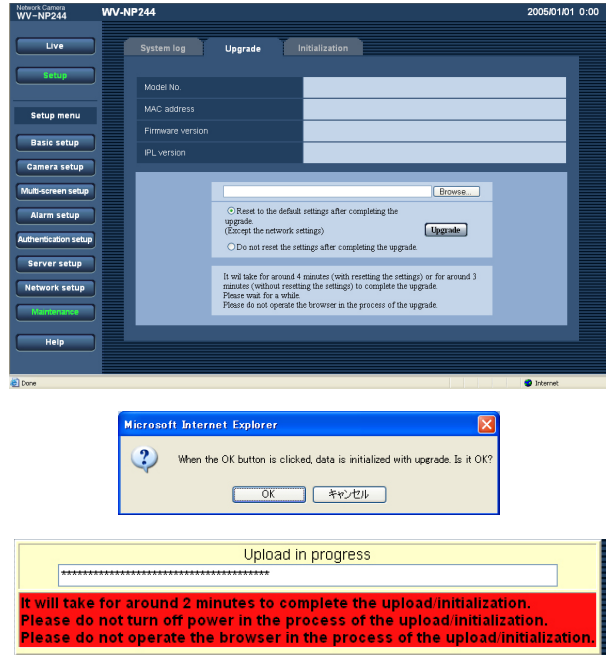 Network Camera
WV-NP244
WV-NP244
2005/01/01 0:00
Live
Setup
Setup menu
Basic setup
Camera setup
Multi-screen setup
Alarm setup
Authentication setup
Server setup
Network setup
Maintenance
Help
System log
Upgrade
Initialization
Model No.
MAC address
Firmware version
IPL version
Browse...
Reset to the default settings after completing the
upgrade.
(Except the network settings)
Upgrade
Do not reset the settings after completing the upgrade.
It wil take for around 4 minutes (with resetting the settings) or for around 3
minutes (without resetting the settings) to complete the upgrade.
Please wait for a while.
Please do not operate the browser in the process of the upgrade.
Done
Internet
Microsoft Internet Explorer
When the OK button is clicked, data is initialized with upgrade. Is it OK?
OK
キャンセル
Upload in progress
****************************************
It will take for around 2 minutes to complete the upload/initialization.
Please do not turn off power in the process of the upload/initialization.
Please do not operate the browser in the process of the upload/initialization.